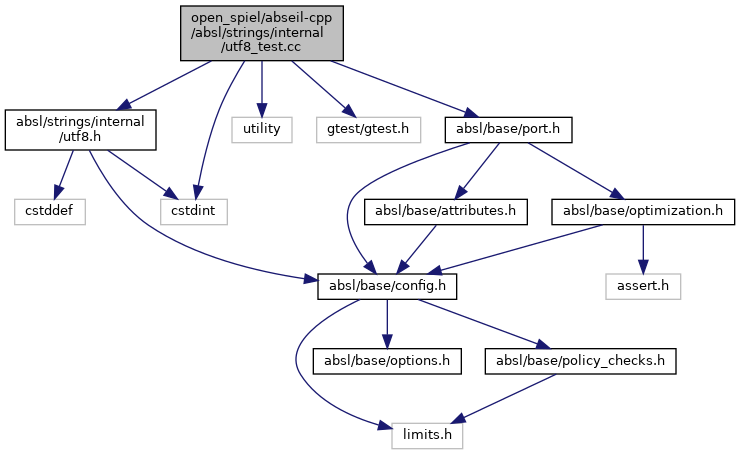 open_spiel/abseil-cpp
/absl/strings/internal
/utf8_test.cc
absl/strings/internal
/utf8.h
utility
gtest/gtest.h
absl/base/port.h
cstddef
cstdint
absl/base/attributes.h
absl/base/optimization.h
absl/base/config.h
assert.h
absl/base/options.h
absl/base/policy_checks.h
limits.h